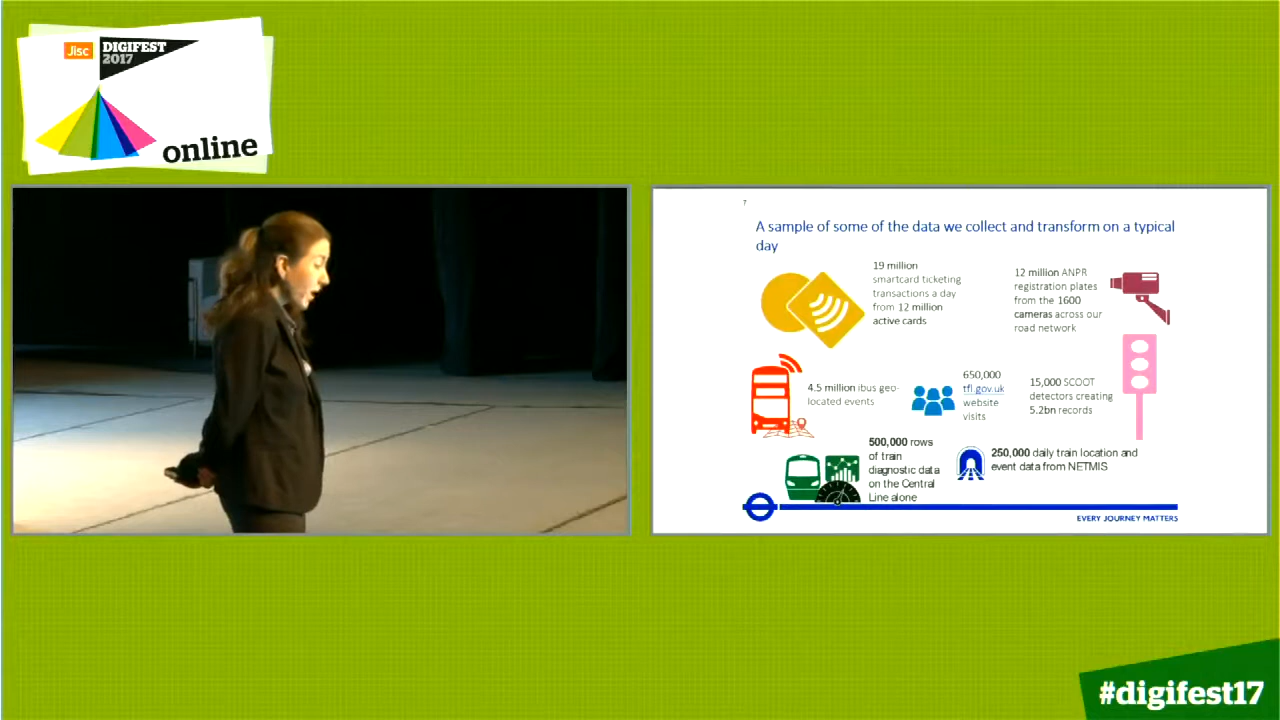 Jisc
DIGIFEST
2017
online
7
A sample of some of the data we collect and transform on a typical
day
19 million
smartcard ticketing
transactions a day
from 12 million
active cards
12 million ANPR
registration plates
from the 1600
cameras across our
road network
4.5 million ibus geo-
located events
650,000
tfl.gov.uk
website
visits
15,000 SCOOT
detectors creating
5.2bn records
500,000 rows
of train
diagnostic data
on the Central
Line alone
250,000 daily train location and
event data from NETMIS
EVERY JOURNEY MATTERS
#digifest17